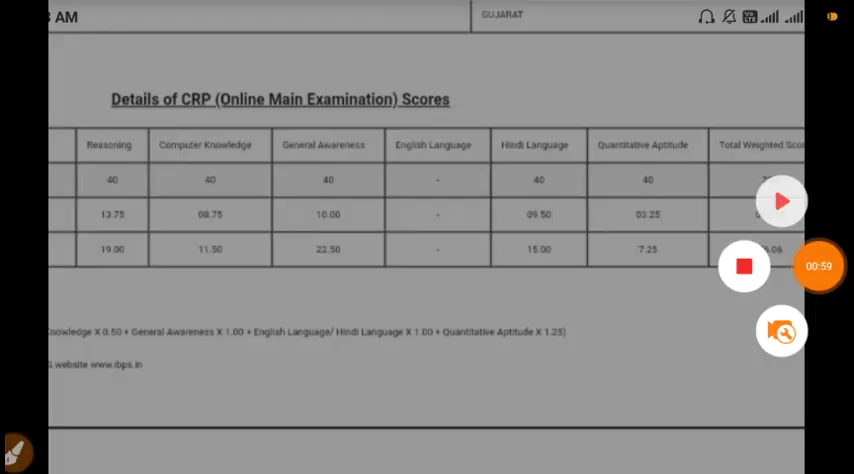 AM
GUJARAT
Details of CRP (Online Main Examination) Scores
Reasoning Computer Knowledge General Awareness English Language Hindi Language Quantitative Aptitude Total Weighted
40 40 40 - 40 40
13.75 08.75 10.00 - 09.50 03.25
19.00 11.50 22.50 - 15.00 7.25
00:59
nowledge X 0.50 + General Awareness X 1.00 + English Language/ Hindi Language X 1.00 + Quantitative Aptitude X 1.25)
website www.ibps.in